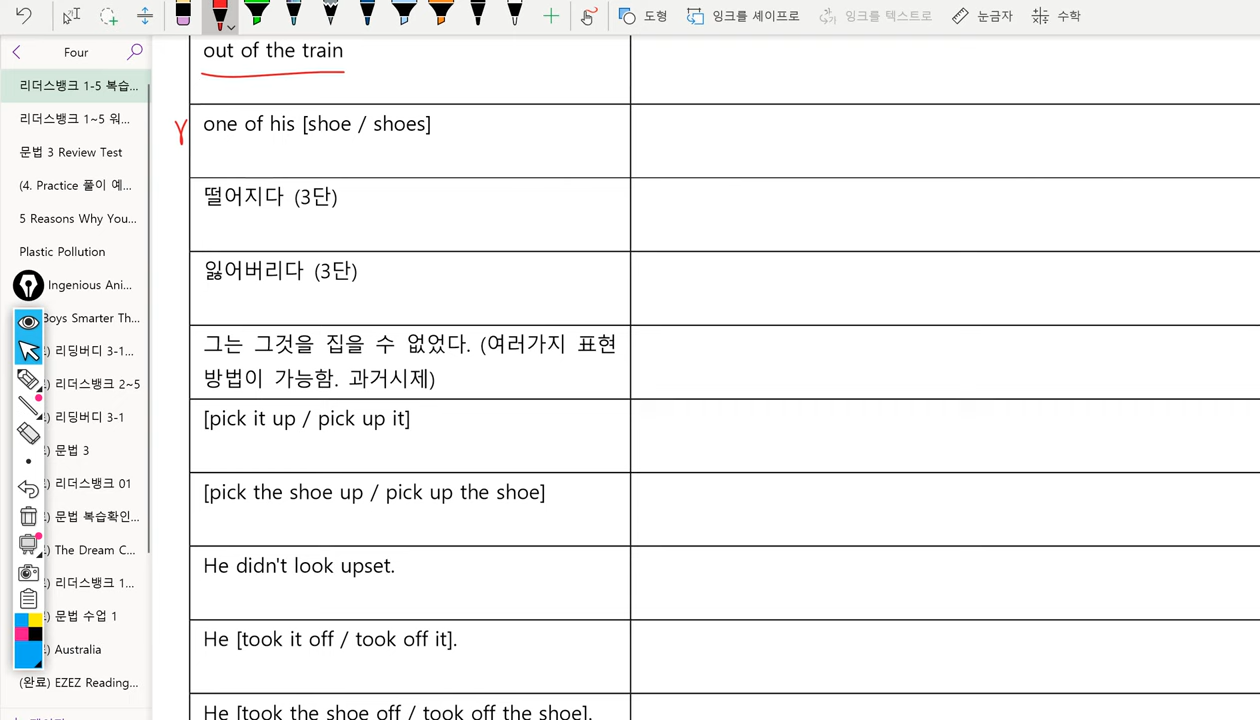 도형
잉크를 셰이프로
잉크를 텍스트로
눈금자
수학
Four
리더스뱅크 1-5 복습...
리더스뱅크 1~5 워...
문법 3 Review Test
(4. Practice 풀이 예...
5 Reasons Why You...
Plastic Pollution
Ingenious Ani...
Boys Smarter Th...
) 리딩버디 3-1...
) 리더스뱅크 2~5
) 리딩버디 3-1
) 문법 3
) 리더스뱅크 01
) 문법 복습확인...
) The Dream C...
) 리더스뱅크 1...
) 문법 수업 1
) Australia
(완료) EZEZ Reading...
out of the train
one of his [shoe / shoes]
떨어지다 (3단)
잃어버리다 (3단)
그는 그것을 집을 수 없었다. (여러가지 표현
방법이 가능함. 과거시제)
[pick it up / pick up it]
[pick the shoe up / pick up the shoe]
He didn't look upset.
He [took it off / took off it].
He [took the shoe off / took off the shoe].